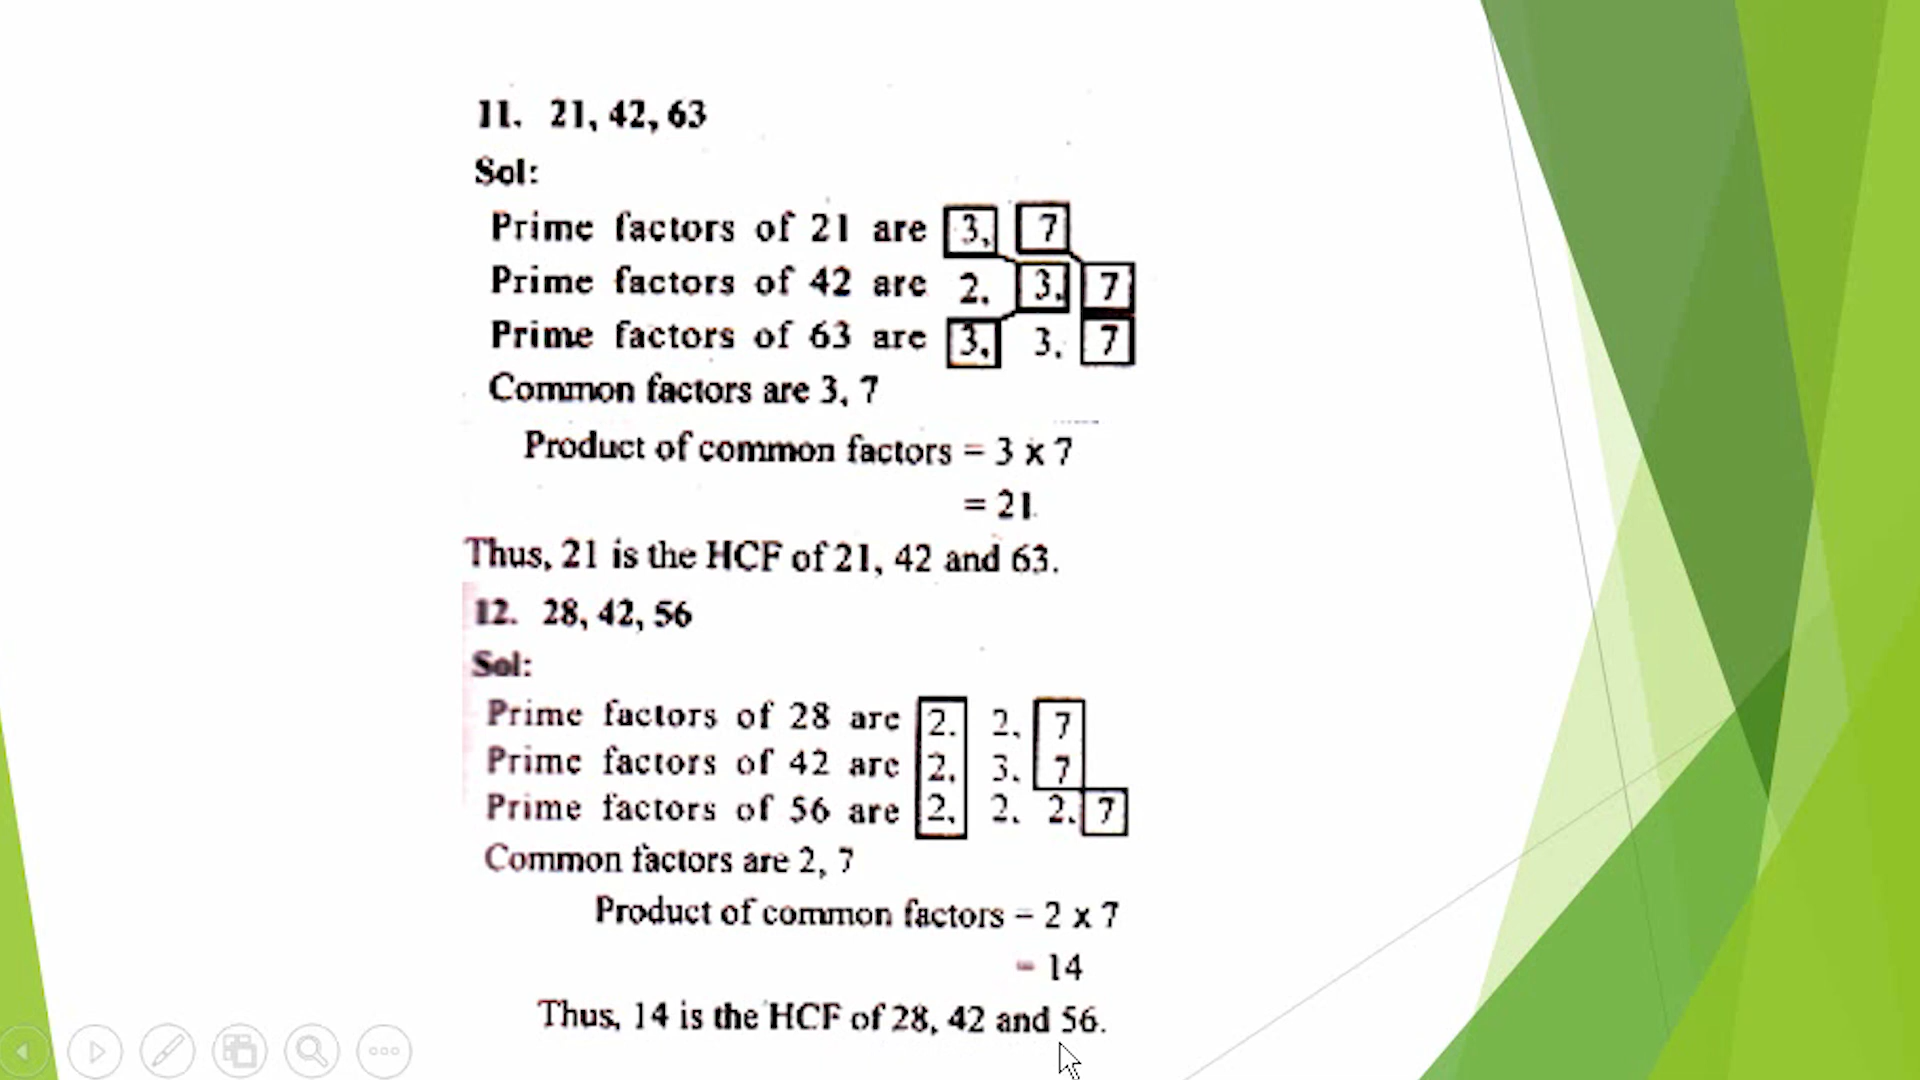 11. 21, 42, 63
Sol:
Prime factors of 21 are 3, 7
Prime factors of 42 are 2, 3, 7
Prime factors of 63 are 3, 3, 7
Common factors are 3, 7
Product of common factors = 3 x 7
= 21
Thus, 21 is the HCF of 21, 42 and 63.
12. 28, 42, 56
Sol:
Prime factors of 28 are 2, 2, 7
Prime factors of 42 are 2, 3, 7
Prime factors of 56 are 2, 2, 2, 7
Common factors are 2, 7
Product of common factors = 2 x 7
= 14
Thus, 14 is the HCF of 28, 42 and 56.